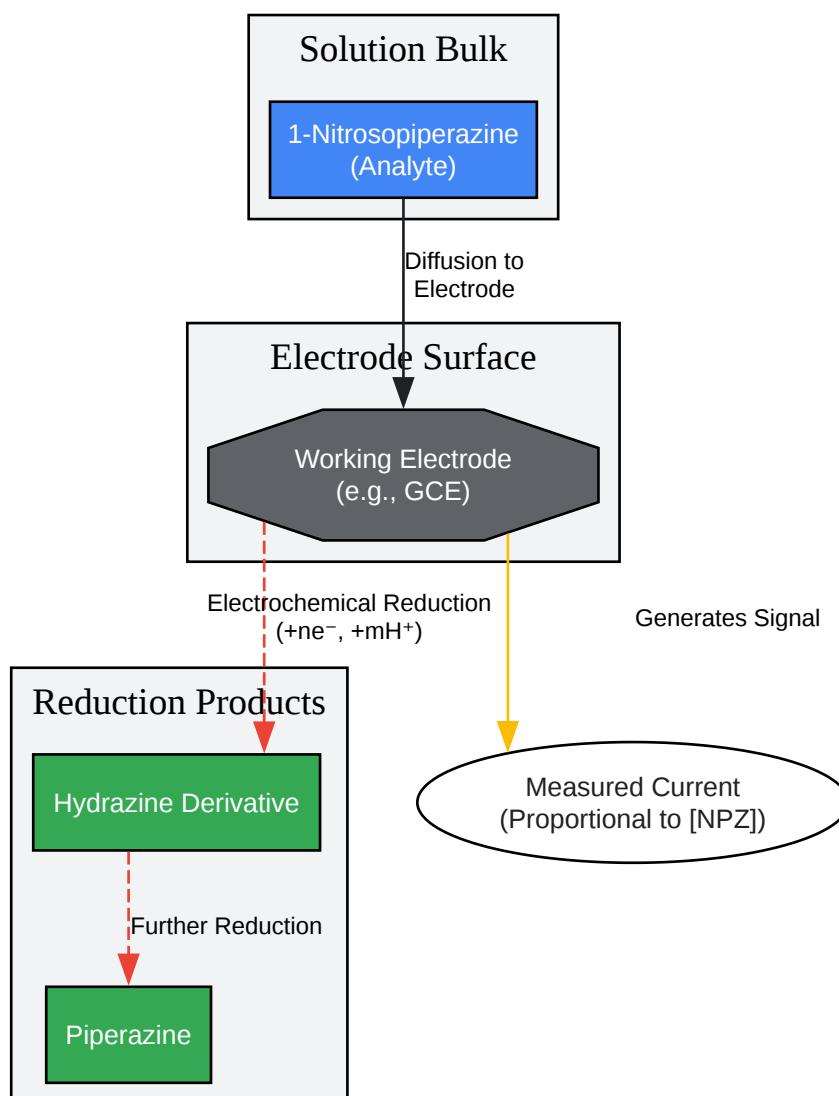 Solution Bulk
1-Nitrosopiperazine
(Analyte)
Diffusion to
Electrode
Electrode Surface
Working Electrode
(e.g., GCE)
Electrochemical Reduction
(+ne⁻, +mH⁺)
Generates Signal
Reduction Products
Hydrazine Derivative
Measured Current
(Proportional to [NPZ])
Further Reduction
Piperazine